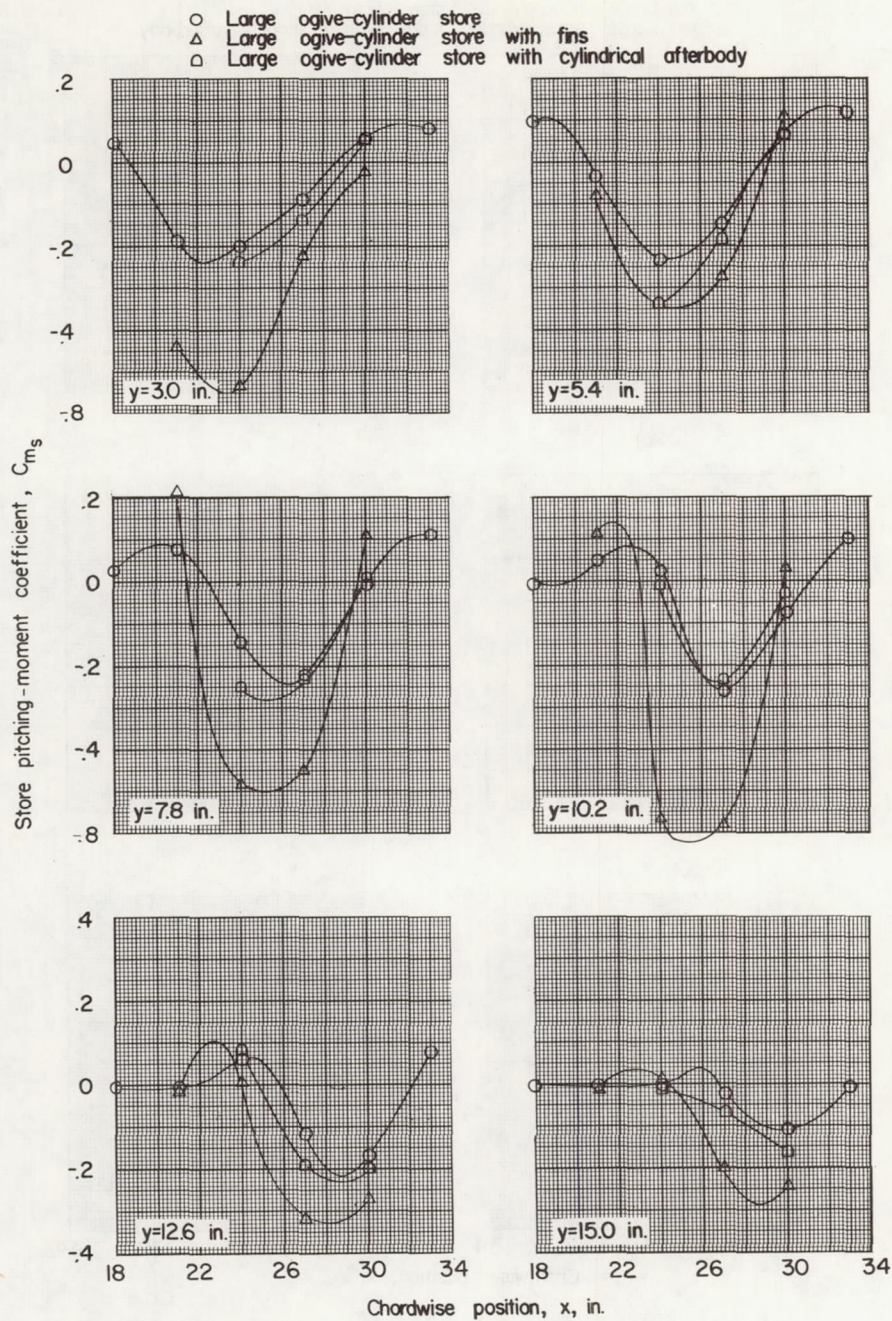 ○ Large ogive-cylinder store
△ Large ogive-cylinder store with fins
Large ogive-cylinder store with cylindrical afterbody
.2
0
-.2
-.4
-.8
y=3.0 in.
y=5.4 in.
Store pitching-moment coefficient, Cms
.2
0
-.2
-.4
-.8
y=7.8 in.
y=10.2 in.
.4
.2
0
-.2
-.4
y=12.6 in.
y=15.0 in.
18 22 26 30 34 18 22 26 30 34
Chordwise position, x, in.